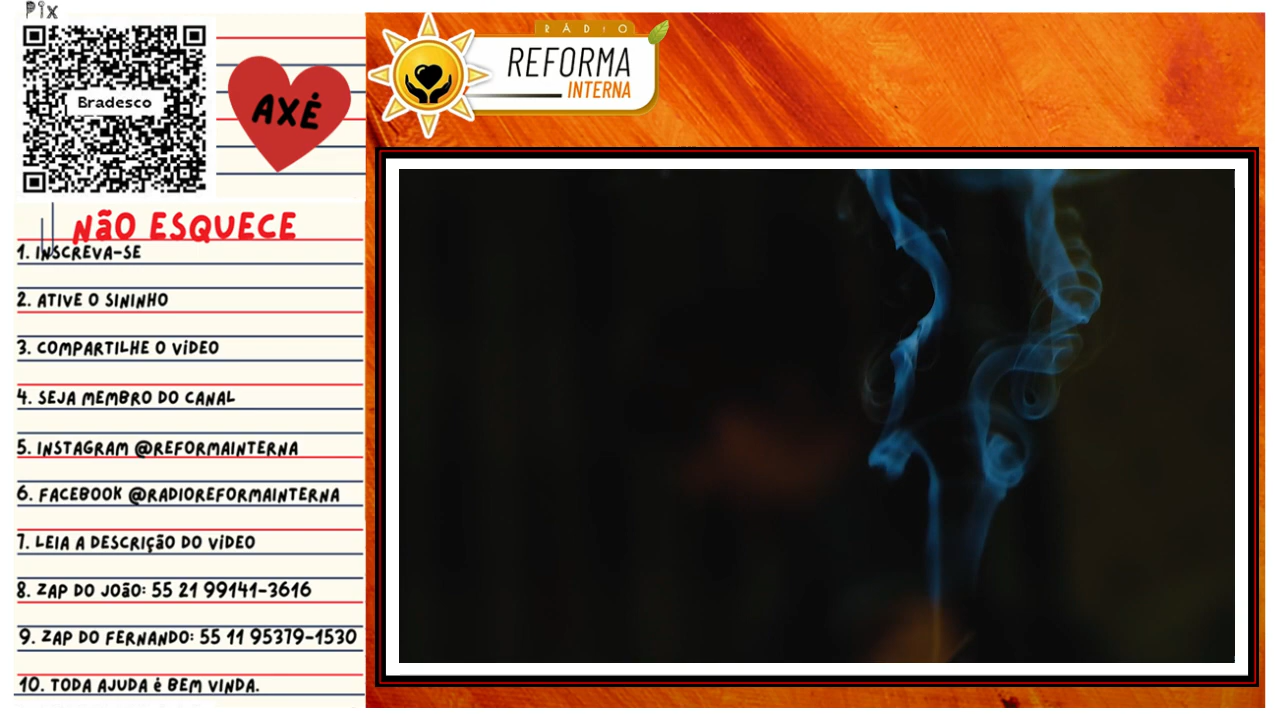 Pix
Bradesco
AXÉ
NãO ESQUECE
1. INSCREVA-SE
2. ATIVE O SININHO
3. COMPARTILHE O VíDEO
4. SEJA MEMBRO DO CANAL
5. INSTAGRAM @REFORMAINTERNA
6. FACEBOOK @RADIOREFORMAINTERNA
7. LEIA A DESCRIÇãO DO VíDEO
8. ZAP DO JOãO: 55 21 99141-3616
9. ZAP DO FERNANDO: 55 11 95379-1530
10. TODA AJUDA é BEM VINDA.
RÁDIO
REFORMA
INTERNA